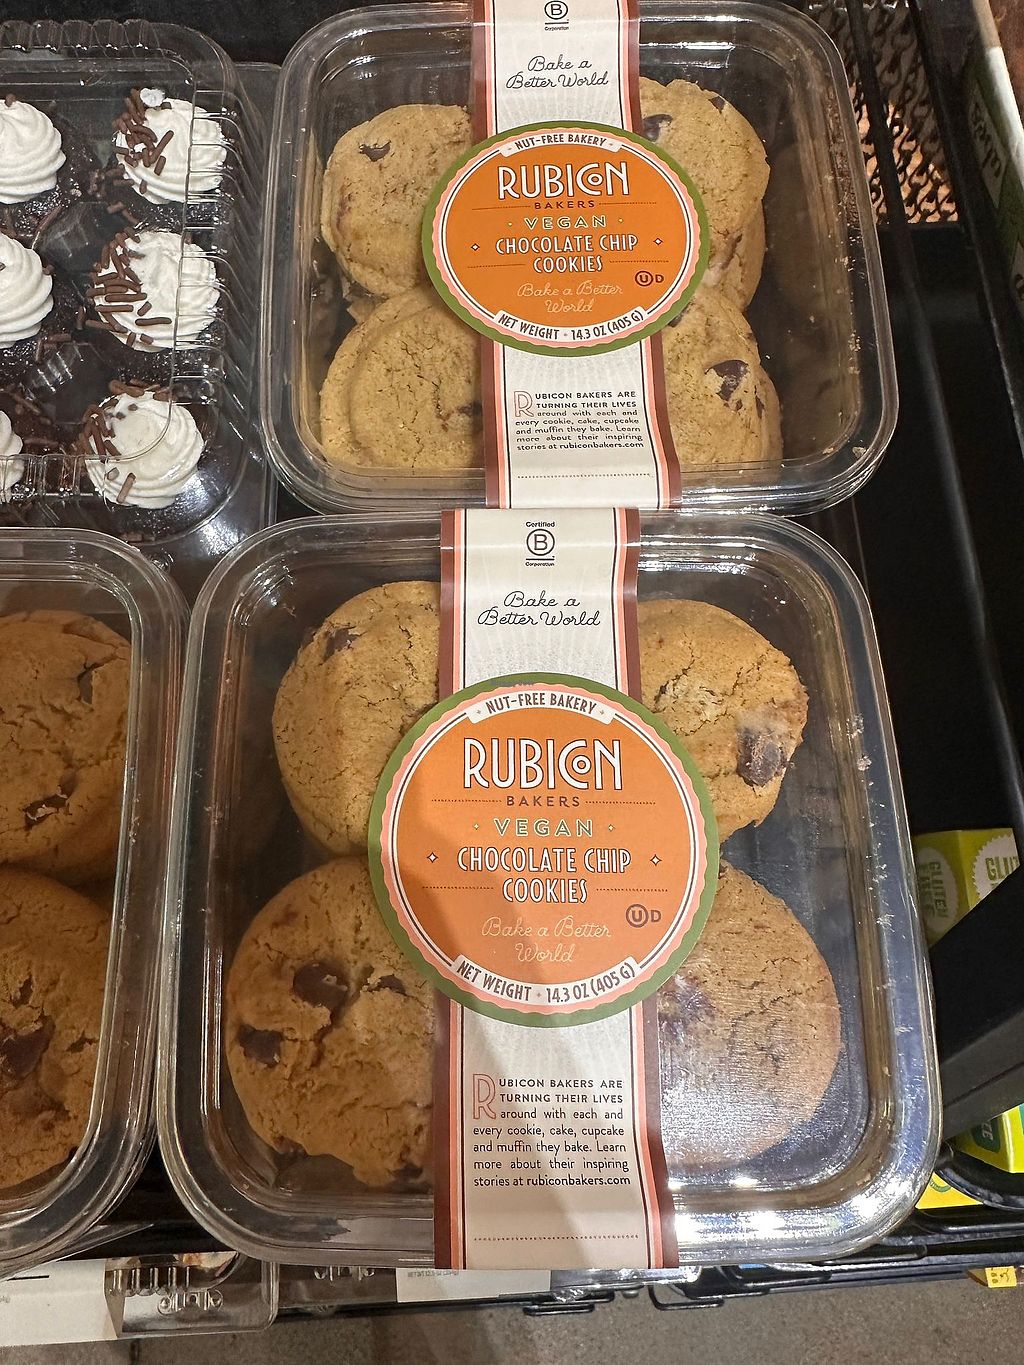 B
Corporation
Bake a
Better World
NUT-FREE BAKERY
RUBICON
BAKERS
VEGAN
CHOCOLATE CHIP
COOKIES
U D
Bake a Better
World
NET WEIGHT · 14.3 OZ (405 G)
RUBICON BAKERS ARE
TURNING THEIR LIVES
around with each and
every cookie, cake, cupcake
and muffin they bake. Learn
more about their inspiring
stories at rubiconbakers.com
Certified
B
Corporation
Bake a
Better World
NUT-FREE BAKERY
RUBICON
BAKERS
VEGAN
CHOCOLATE CHIP
COOKIES
U D
Bake a Better
World
NET WEIGHT · 14.3 OZ (405 G)
RUBICON BAKERS ARE
TURNING THEIR LIVES
around with each and
every cookie, cake, cupcake
and muffin they bake. Learn
more about their inspiring
stories at rubiconbakers.com
GLUTEN
FREE